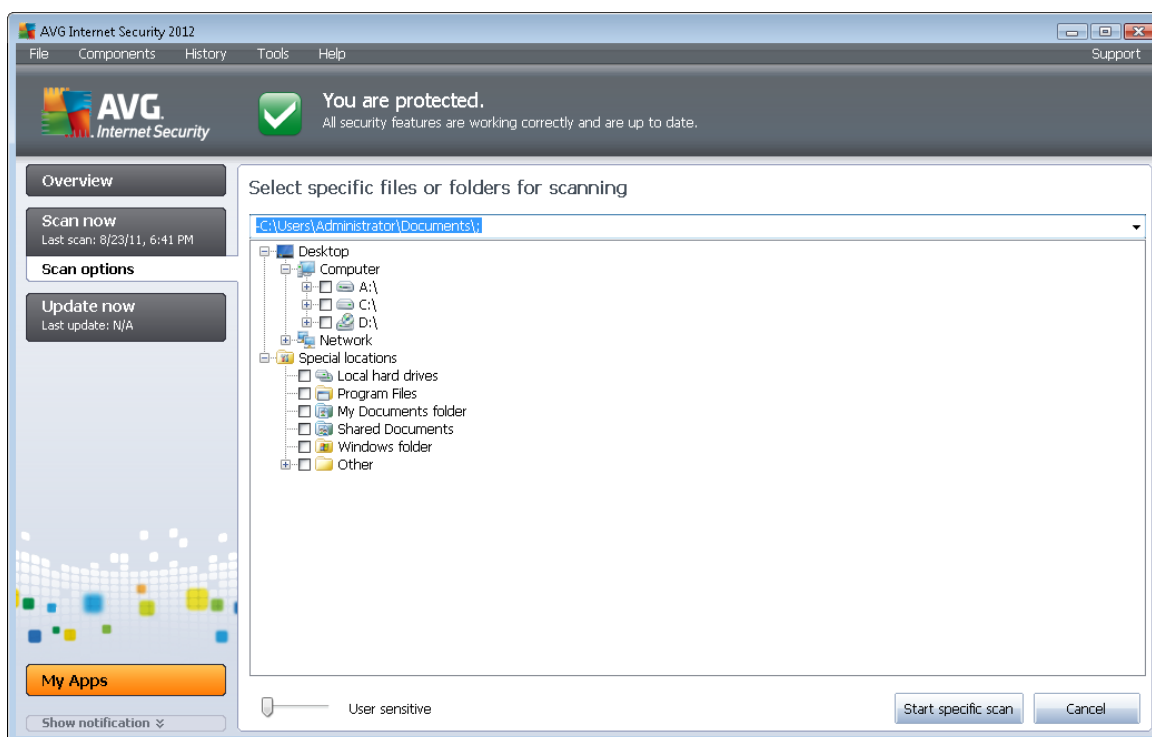 AVG Internet Security 2012
File Components History Tools Help Support
AVG.
Internet Security
You are protected.
All security features are working correctly and are up to date.
Overview
Scan now
Last scan: 8/23/11, 6:41 PM
Scan options
Update now
Last update: N/A
My Apps
Show notification
Select specific files or folders for scanning
-C:\Users\Administrator\Documents\;
Desktop
Computer
A:\
C:\
D:\
Network
Special locations
Local hard drives
Program Files
My Documents folder
Shared Documents
Windows folder
Other
User sensitive
Start specific scan
Cancel